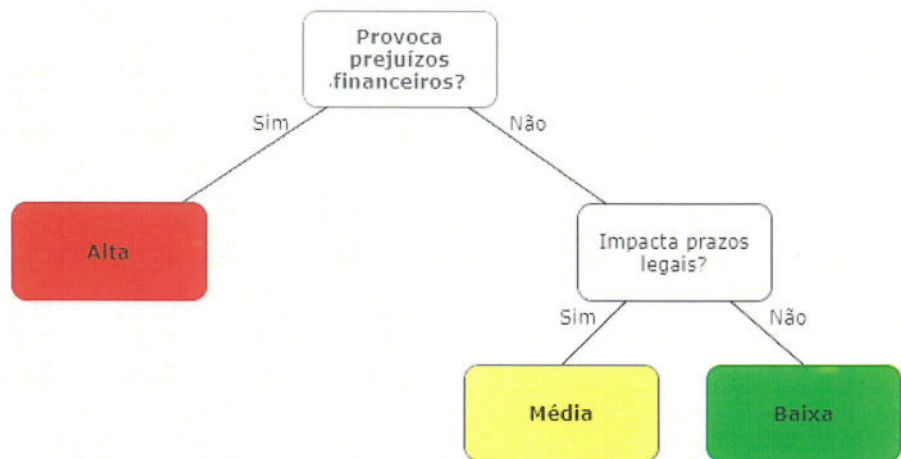 Provoca
prejuízos
financeiros?
Sim
Não
Alta
Impacta prazos
legais?
Sim
Não
Média
Baixa